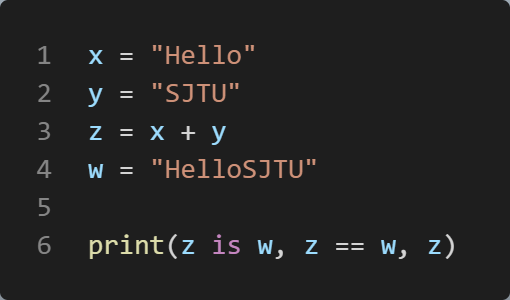 1 x = "Hello"
2 y = "SJTU"
3 z = x + y
4 w = "HelloSJTU"
5
6 print(z is w, z == w, z)